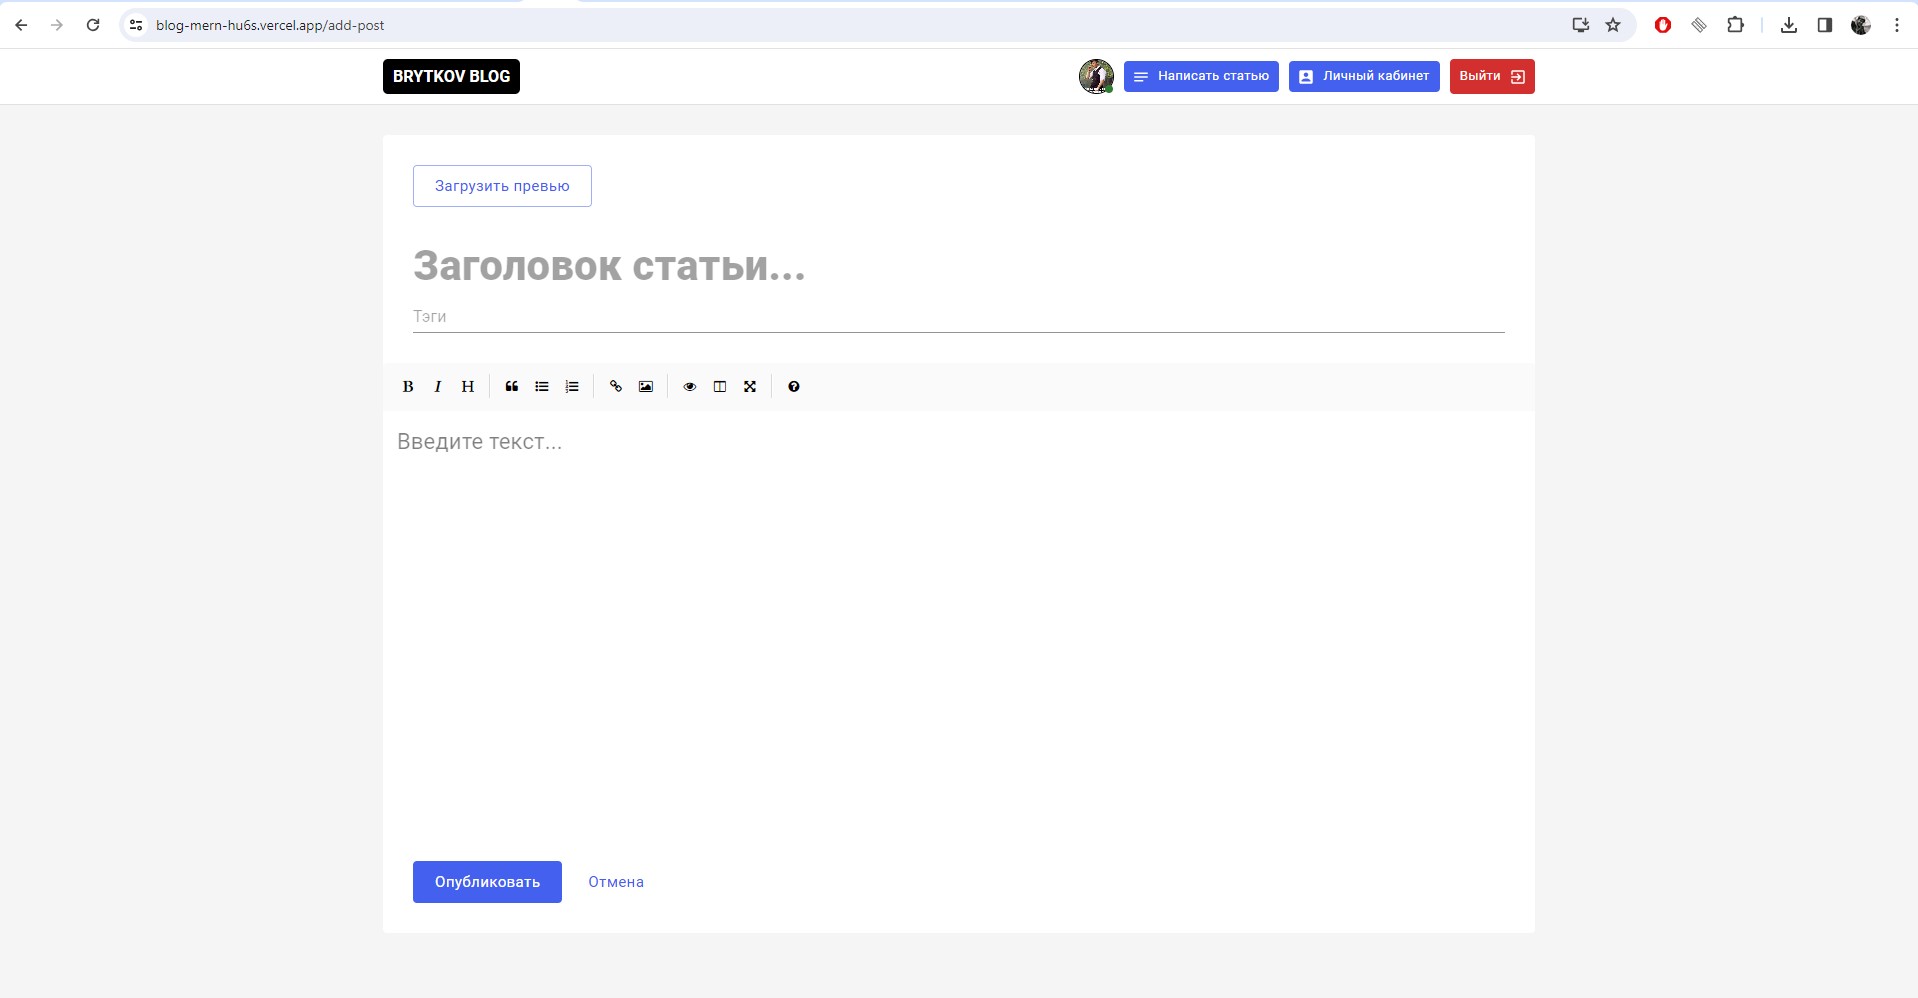 blog-mern-hu6s.vercel.app/add-post
BRYTKOV BLOG
Написать статью
Личный кабинет
Выйти
Загрузить превью
Заголовок статьи...
Тэги
B I H
Введите текст...
Опубликовать
Отмена